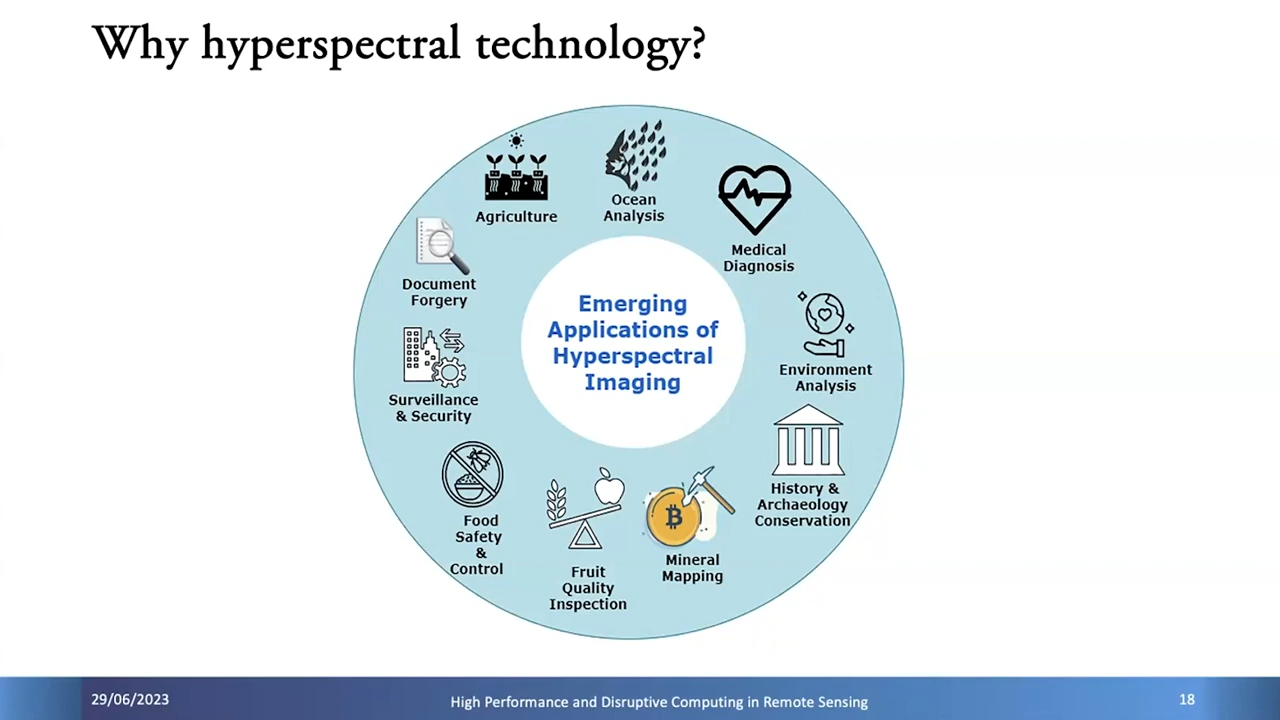 Why hyperspectral technology?
Agriculture
Ocean
Analysis
Medical
Diagnosis
Document
Forgery
Emerging
Applications of
Hyperspectral
Imaging
Environment
Analysis
Surveillance
& Security
History &
Archaeology
Conservation
Food
Safety
&
Control
Fruit
Quality
Inspection
B
Mineral
Mapping
29/06/2023
High Performance and Disruptive Computing in Remote Sensing
18